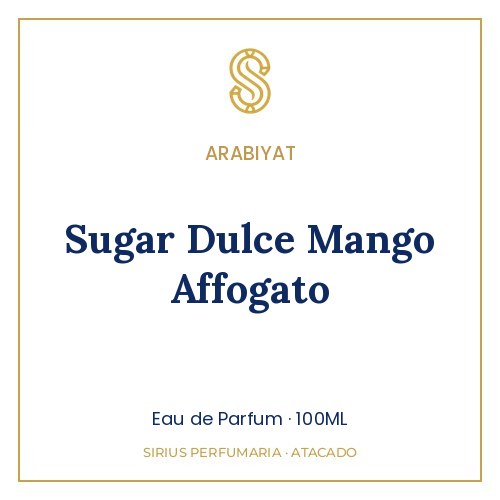 ARABIYAT
Sugar Dulce Mango
Affogato
Eau de Parfum · 100ML
SIRIUS PERFUMARIA · ATACADO